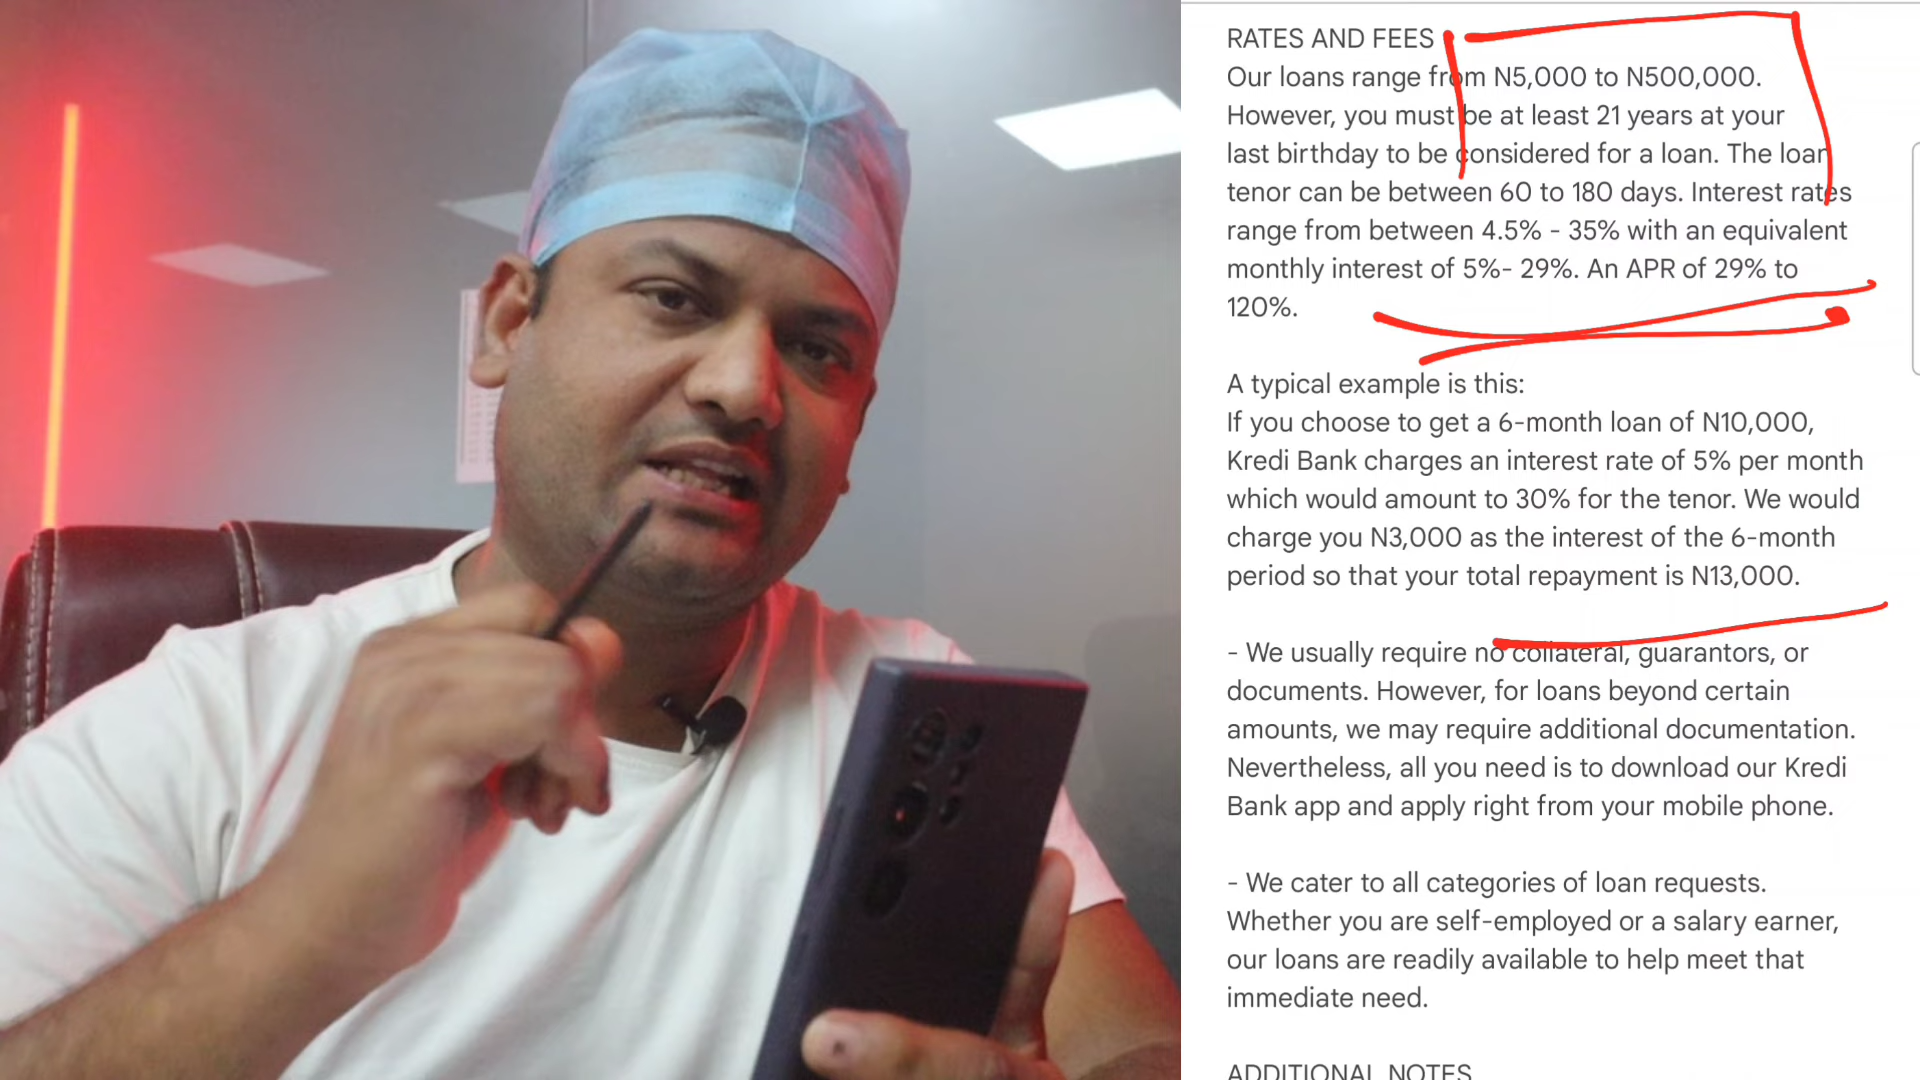 RATES AND FEES
Our loans range from N5,000 to N500,000.
However, you must be at least 21 years at your
last birthday to be considered for a loan. The loan
tenor can be between 60 to 180 days. Interest rates
range from between 4.5% - 35% with an equivalent
monthly interest of 5%- 29%. An APR of 29% to
120%.
A typical example is this:
If you choose to get a 6-month loan of N10,000,
Kredi Bank charges an interest rate of 5% per month
which would amount to 30% for the tenor. We would
charge you N3,000 as the interest of the 6-month
period so that your total repayment is N13,000.
- We usually require no collateral, guarantors, or
documents. However, for loans beyond certain
amounts, we may require additional documentation.
Nevertheless, all you need is to download our Kredi
Bank app and apply right from your mobile phone.
- We cater to all categories of loan requests.
Whether you are self-employed or a salary earner,
our loans are readily available to help meet that
immediate need.
ADDITIONAL NOTES